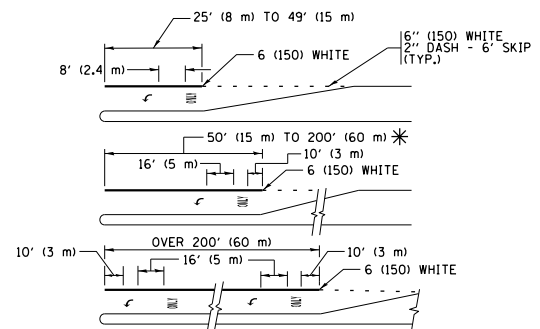 25' (8 m) TO 49' (15 m)
6'' (150) WHITE
2'' DASH - 6' SKIP
(TYP.)
6 (150) WHITE
8' (2.4 m)
ONLY
50' (15 m) TO 200' (60 m) ✳
16' (5 m)
10' (3 m)
6 (150) WHITE
ONLY
OVER 200' (60 m)
10' (3 m)
16' (5 m)
10' (3 m)
6 (150) WHITE
ONLY
ONLY